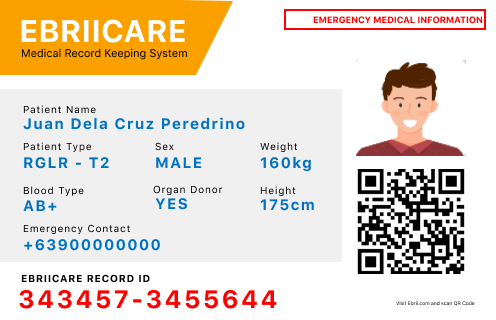 EBRIICARE
Medical Record Keeping System
EMERGENCY MEDICAL INFORMATION
Patient Name
Juan Dela Cruz Peredrino
Patient Type Sex Weight
RGLR - T2 MALE 160kg
Blood Type Organ Donor Height
AB+ YES 175cm
Emergency Contact
+63900000000
EBRIICARE RECORD ID
343457-3455644
Visit Ebrii.com and scan QR Code